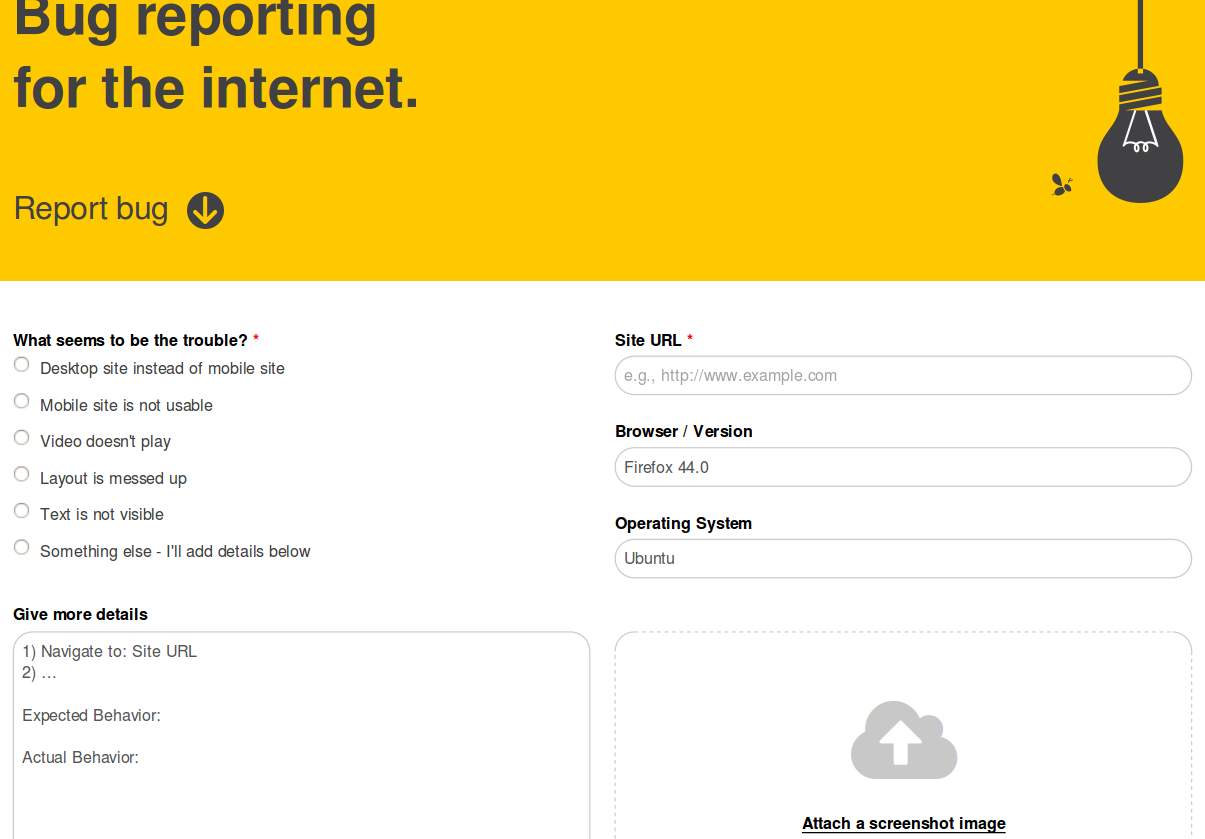 Bug reporting
for the internet.
Report bug
What seems to be the trouble? *
Desktop site instead of mobile site
Mobile site is not usable
Video doesn't play
Layout is messed up
Text is not visible
Something else - I'll add details below
Site URL *
e.g., http://www.example.com
Browser / Version
Firefox 44.0
Operating System
Ubuntu
Give more details
1) Navigate to: Site URL
2) …
Expected Behavior:
Actual Behavior:
Attach a screenshot image